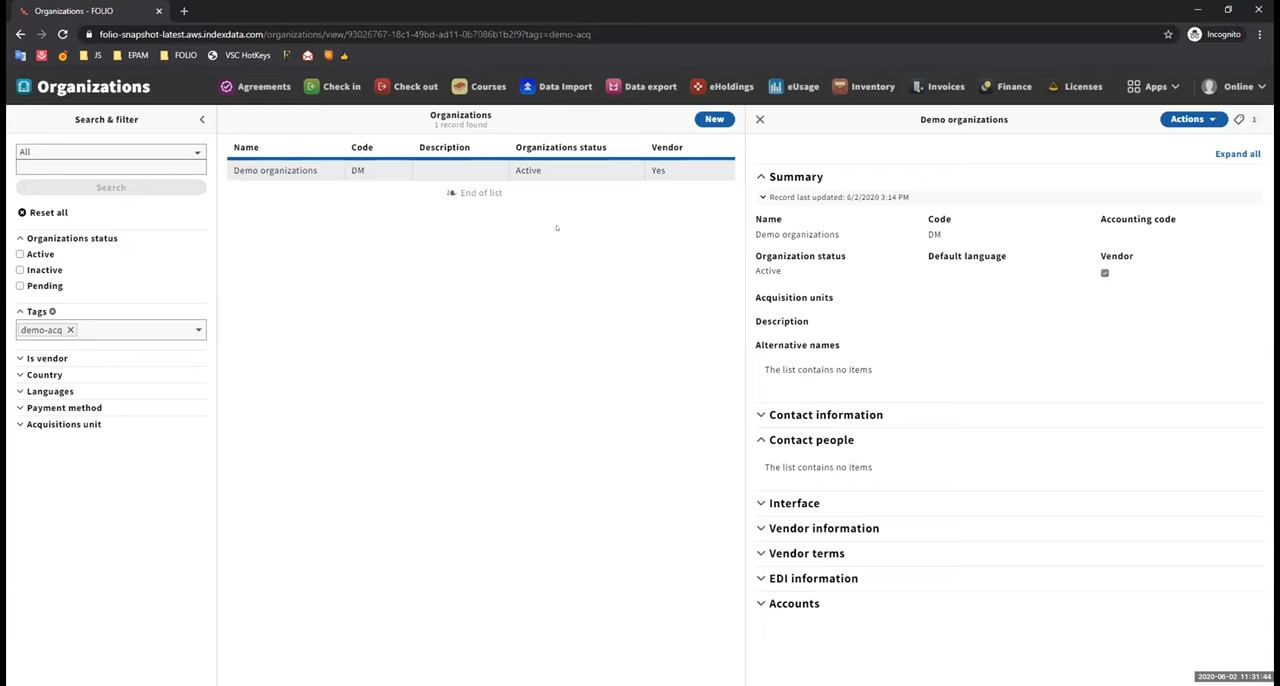 Organizations - FOLIO
folio-snapshot-latest.aws.indexdata.com/organizations/view/93026767-18c1-49bd-ad11-0b7086b1b2f9?tags=demo-acq
Incognito
JS EPAM FOLIO VSC HotKeys
Organizations Agreements Check in Check out Courses Data Import Data export eHoldings eUsage Inventory Invoices Finance Licenses Apps Online
Search & filter
All
Search
Reset all
Organizations status
Active
Inactive
Pending
Tags
demo-acq
Is vendor
Country
Languages
Payment method
Acquisitions unit
Organizations
1 record found
New
Name Code Description Organizations status Vendor
Demo organizations DM Active Yes
End of list
Demo organizations
Actions
1
Expand all
Summary
Record last updated: 6/2/2020 3:14 PM
Name Code Accounting code
Demo organizations DM
Organization status Default language Vendor
Active
Acquisition units
Description
Alternative names
The list contains no items
Contact information
Contact people
The list contains no items
Interface
Vendor information
Vendor terms
EDI information
Accounts
2020-06-02 11:31:44